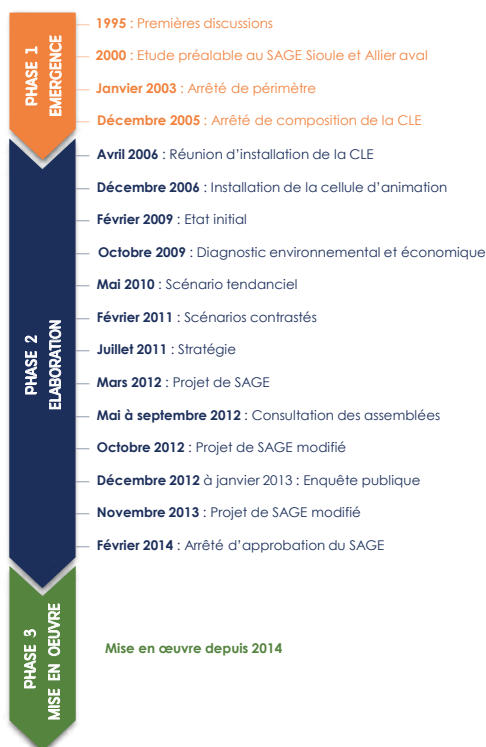 PHASE 1
EMERGENCE
1995 : Premières discussions
2000 : Etude préalable au SAGE Sioule et Allier aval
Janvier 2003 : Arrêté de périmètre
Décembre 2005 : Arrêté de composition de la CLE
PHASE 2
ELABORATION
Avril 2006 : Réunion d'installation de la CLE
Décembre 2006 : Installation de la cellule d'animation
Février 2009 : Etat initial
Octobre 2009 : Diagnostic environnemental et économique
Mai 2010 : Scénario tendanciel
Février 2011 : Scénarios contrastés
Juillet 2011 : Stratégie
Mars 2012 : Projet de SAGE
Mai à septembre 2012 : Consultation des assemblées
Octobre 2012 : Projet de SAGE modifié
Décembre 2012 à janvier 2013 : Enquête publique
Novembre 2013 : Projet de SAGE modifié
Février 2014 : Arrêté d'approbation du SAGE
PHASE 3
MISE EN OEUVRE
Mise en œuvre depuis 2014